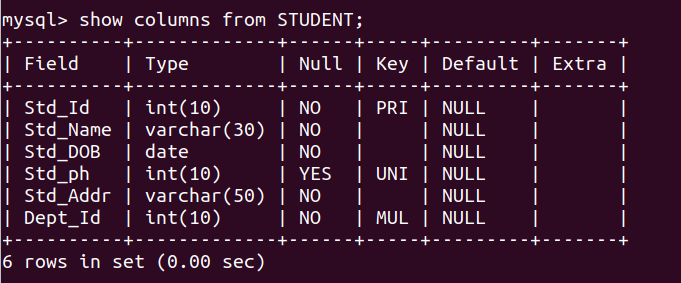 mysql> show columns from STUDENT;
+----------+-------------+------+-----+---------+-------+
| Field    | Type        | Null | Key | Default | Extra |
+----------+-------------+------+-----+---------+-------+
| Std_Id   | int(10)     | NO   | PRI | NULL    |       |
| Std_Name | varchar(30) | NO   |     | NULL    |       |
| Std_DOB  | date        | NO   |     | NULL    |       |
| Std_ph   | int(10)     | YES  | UNI | NULL    |       |
| Std_Addr | varchar(50) | NO   |     | NULL    |       |
| Dept_Id  | int(10)     | NO   | MUL | NULL    |       |
+----------+-------------+------+-----+---------+-------+
6 rows in set (0.00 sec)